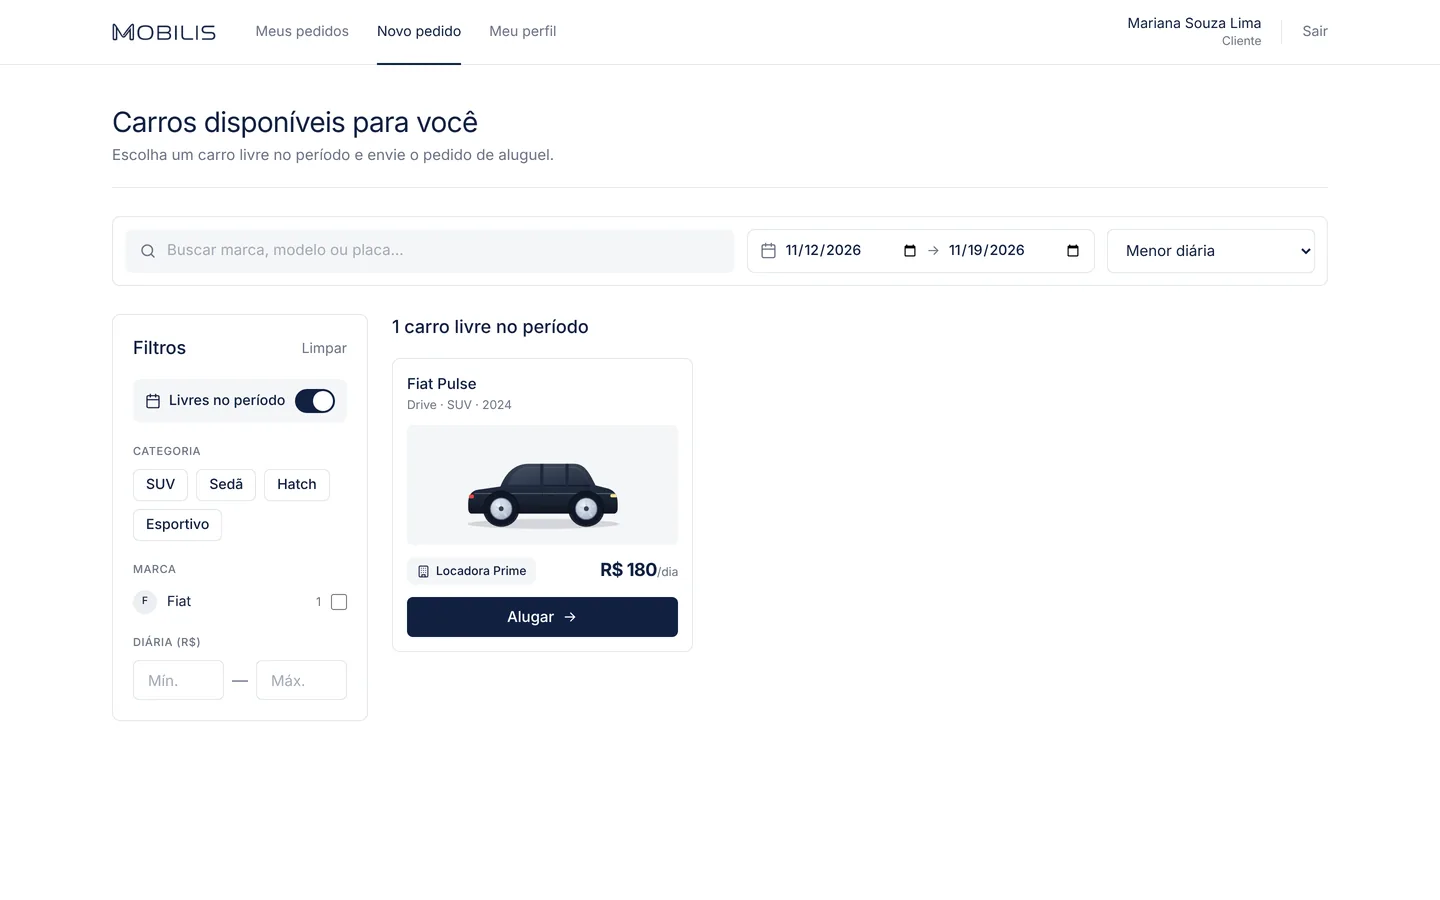 MOBILIS
Meus pedidos
Novo pedido
Meu perfil
Mariana Souza Lima
Cliente
Sair
Carros disponíveis para você
Escolha um carro livre no período e envie o pedido de aluguel.
Buscar marca, modelo ou placa...
11/12/2026
→
11/19/2026
Menor diária
Filtros
Limpar
Livres no período
CATEGORIA
SUV
Sedã
Hatch
Esportivo
MARCA
F
Fiat
1
DIÁRIA (R$)
Mín.
—
Máx.
1 carro livre no período
Fiat Pulse
Drive · SUV · 2024
Locadora Prime
R$ 180/dia
Alugar →